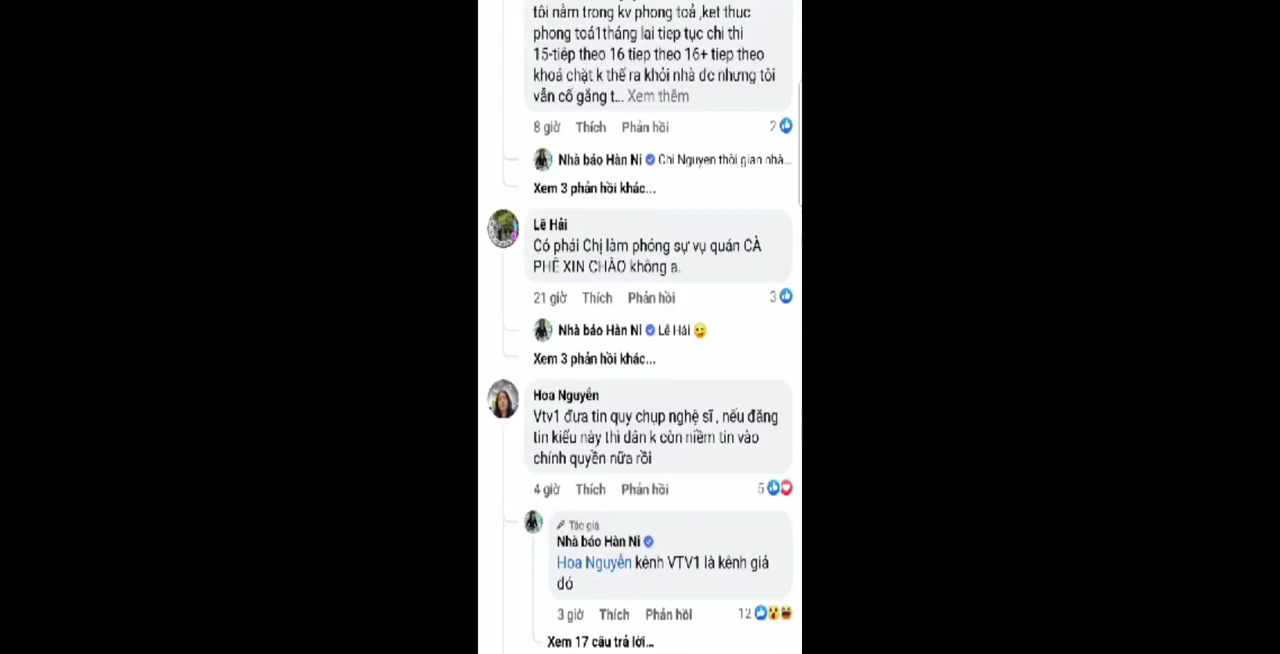 tôi nằm trong kv phong toả ,ket thuc
phong toá1tháng lai tiep tục chi thi
15-tiếp theo 16 tiep theo 16+ tiep theo
khoá chặt k thể ra khỏi nhà dc nhưng tôi
vẫn cố gắng t... Xem thêm
8 giờ Thích Phản hồi 2
Nhà báo Hàn Ni Chi Nguyen thời gian nhà...
Xem 3 phản hồi khác...
Lê Hải
Có phải Chị làm phóng sự vụ quán CÀ
PHÊ XIN CHÀO không ạ.
21 giờ Thích Phản hồi 3
Nhà báo Hàn Ni Lê Hải
Xem 3 phản hồi khác...
Hoa Nguyễn
Vtv1 đưa tin quy chụp nghệ sĩ , nếu đăng
tin kiểu này thì dân k còn niềm tin vào
chính quyền nữa rồi
4 giờ Thích Phản hồi 5
Tác giả
Nhà báo Hàn Ni
Hoa Nguyễn kênh VTV1 là kênh giả
đó
3 giờ Thích Phản hồi 12
Xem 17 câu trả lời...